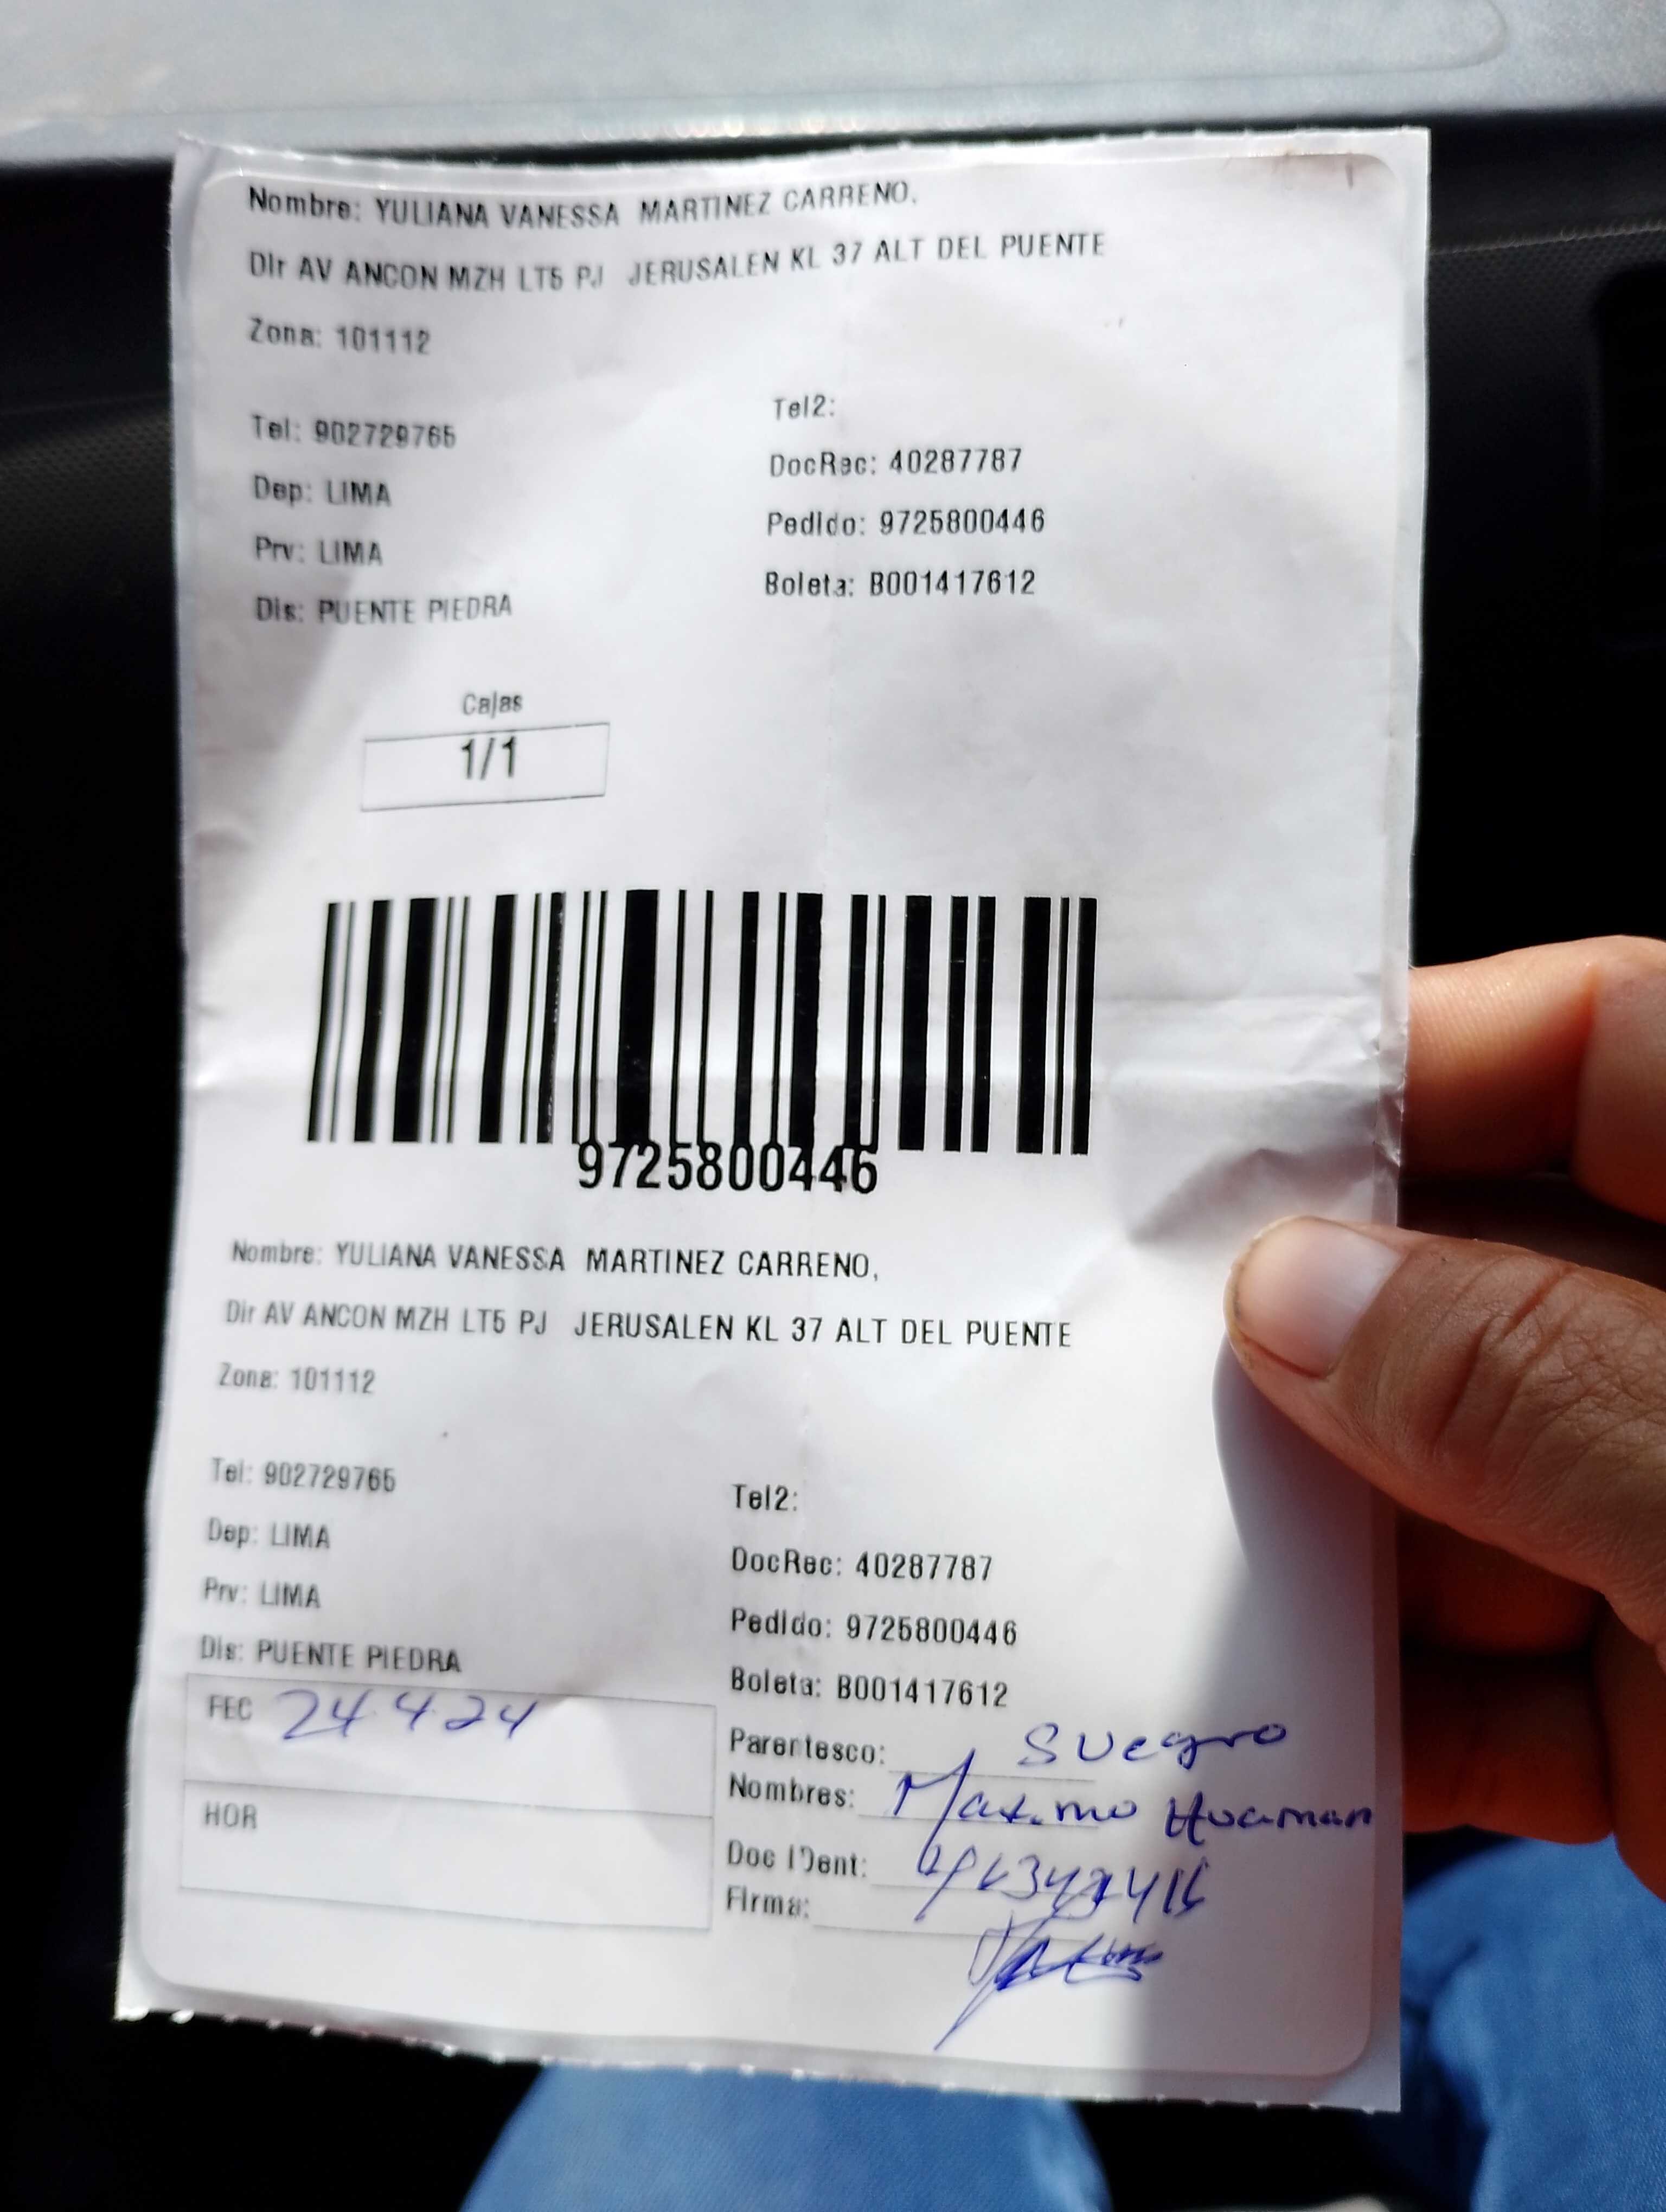 Nombre: YULIANA VANESSA MARTINEZ CARRENO,
Dir AV ANCON MZH LT5 PJ JERUSALEN KL 37 ALT DEL PUENTE
Zona: 101112
Tel: 902729765
Tel2:
Dep: LIMA
DocRec: 40287787
Prv: LIMA
Pedido: 9725800446
Dis: PUENTE PIEDRA
Boleta: B001417612
Cajas
1/1
9725800446
Nombre: YULIANA VANESSA MARTINEZ CARRENO,
Dir AV ANCON MZH LT5 PJ JERUSALEN KL 37 ALT DEL PUENTE
Zona: 101112
Tel: 902729765
Tel2:
Dep: LIMA
DocRec: 40287787
Prv: LIMA
Pedido: 9725800446
Dis: PUENTE PIEDRA
Boleta: B001417612
FEC 24 4 24
Parentesco: Suegro
Nombres: Maximo Huaman
HOR
Doc IDent:
Firma: